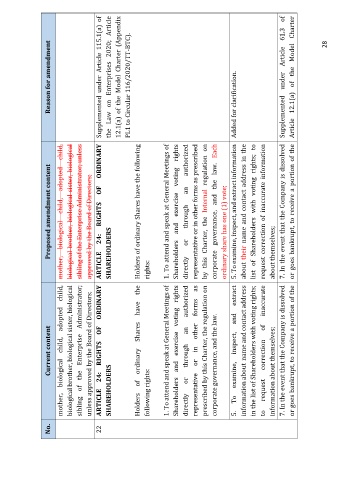 No.
Current content
Proposed amendment content
Reason for amendment
mother, biological child, adopted child,
biological brother, biological sister, biological
sibling of the Enterprise Administrator;
unless approved by the Board of Directors;
mother, biological child, adopted child,
biological brother, biological sister, biological
sibling of the Enterprise Administrator; unless
approved by the Board of Directors;
22
ARTICLE 24: RIGHTS OF ORDINARY
SHAREHOLDERS
Holders of ordinary Shares have the
following rights:
1. To attend and speak at General Meetings of
Shareholders and exercise voting rights
directly or through an authorized
representative or in other forms as
prescribed by this Charter, the regulation on
corporate governance, and the law.
ARTICLE 24: RIGHTS OF ORDINARY
SHAREHOLDERS
Holders of ordinary Shares have the following
rights:
1. To attend and speak at General Meetings of
Shareholders and exercise voting rights
directly or through an authorized
representative or in other forms as prescribed
by this Charter, the Internal regulation on
corporate governance, and the law. Each
ordinary share has one (1) vote;
Supplemented under Article 115.1(a) of
the Law on Enterprises 2020; Article
12.1(a) of the Model Charter (Appendix
PL1 to Circular 116/2020/TT-BTC).
5. To examine, inspect, and extract
information about name and contact address
in the list of Shareholders with voting rights;
to request correction of inaccurate
information about themselves;
5. To examine, inspect, and extract information
about their name and contact address in the
list of Shareholders with voting rights; to
request correction of inaccurate information
about themselves;
Added for clarification.
7. In the event that the Company is dissolved
or goes bankrupt, to receive a portion of the
7. In the event that the Company is dissolved
or goes bankrupt, to receive a portion of the
Supplemented under Article 61.3 of
Article 12.1(a) of the Model Charter
28